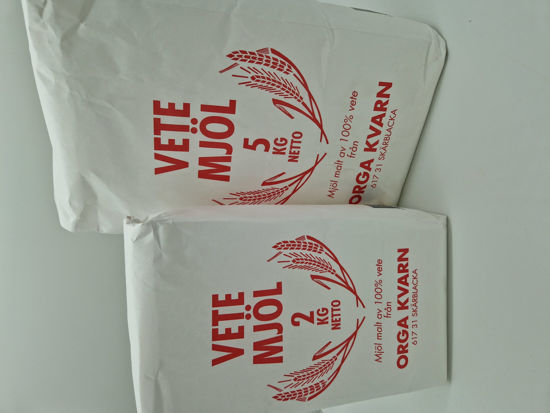 VETE
MJÖL
5
KG
NETTO
Mjöl malt av 100% vete
från
ORGA KVARN
617 31 SKÄRBLACKA
VETE
MJÖL
2
KG
NETTO
Mjöl malt av 100% vete
från
ORGA KVARN
617 31 SKÄRBLACKA